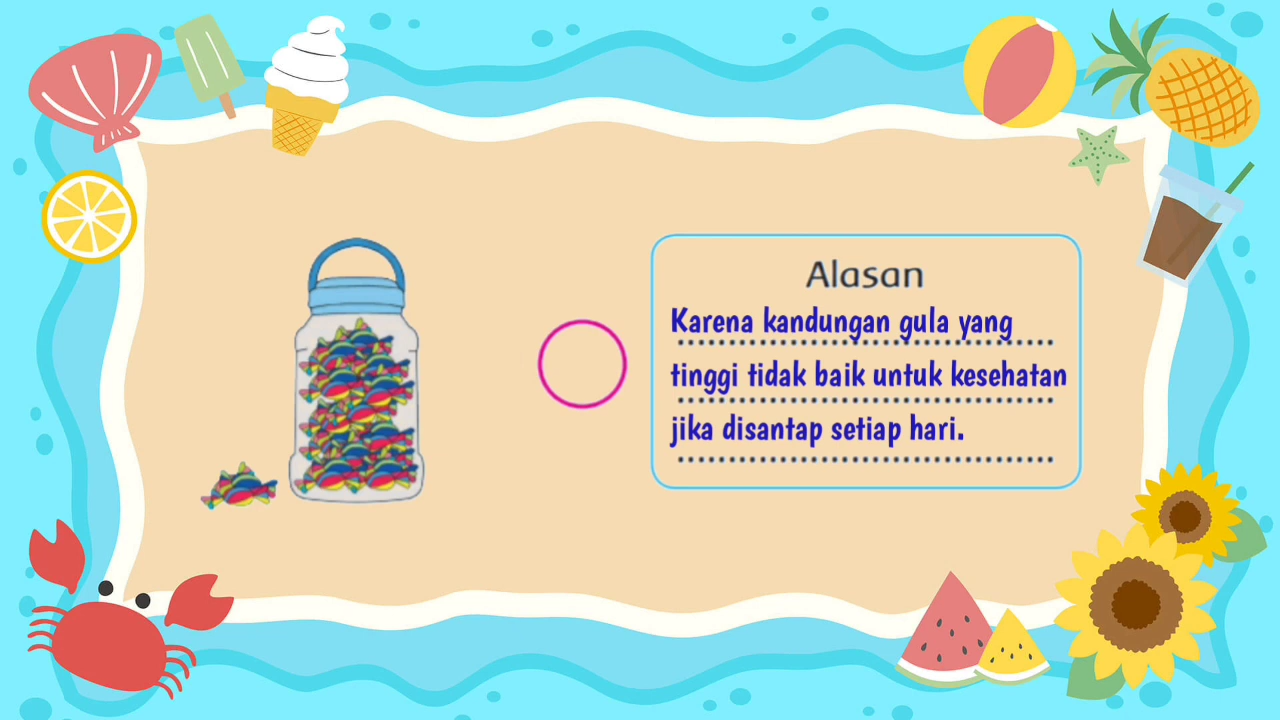 Alasan
Karena kandungan gula yang
tinggi tidak baik untuk kesehatan
jika disantap setiap hari.